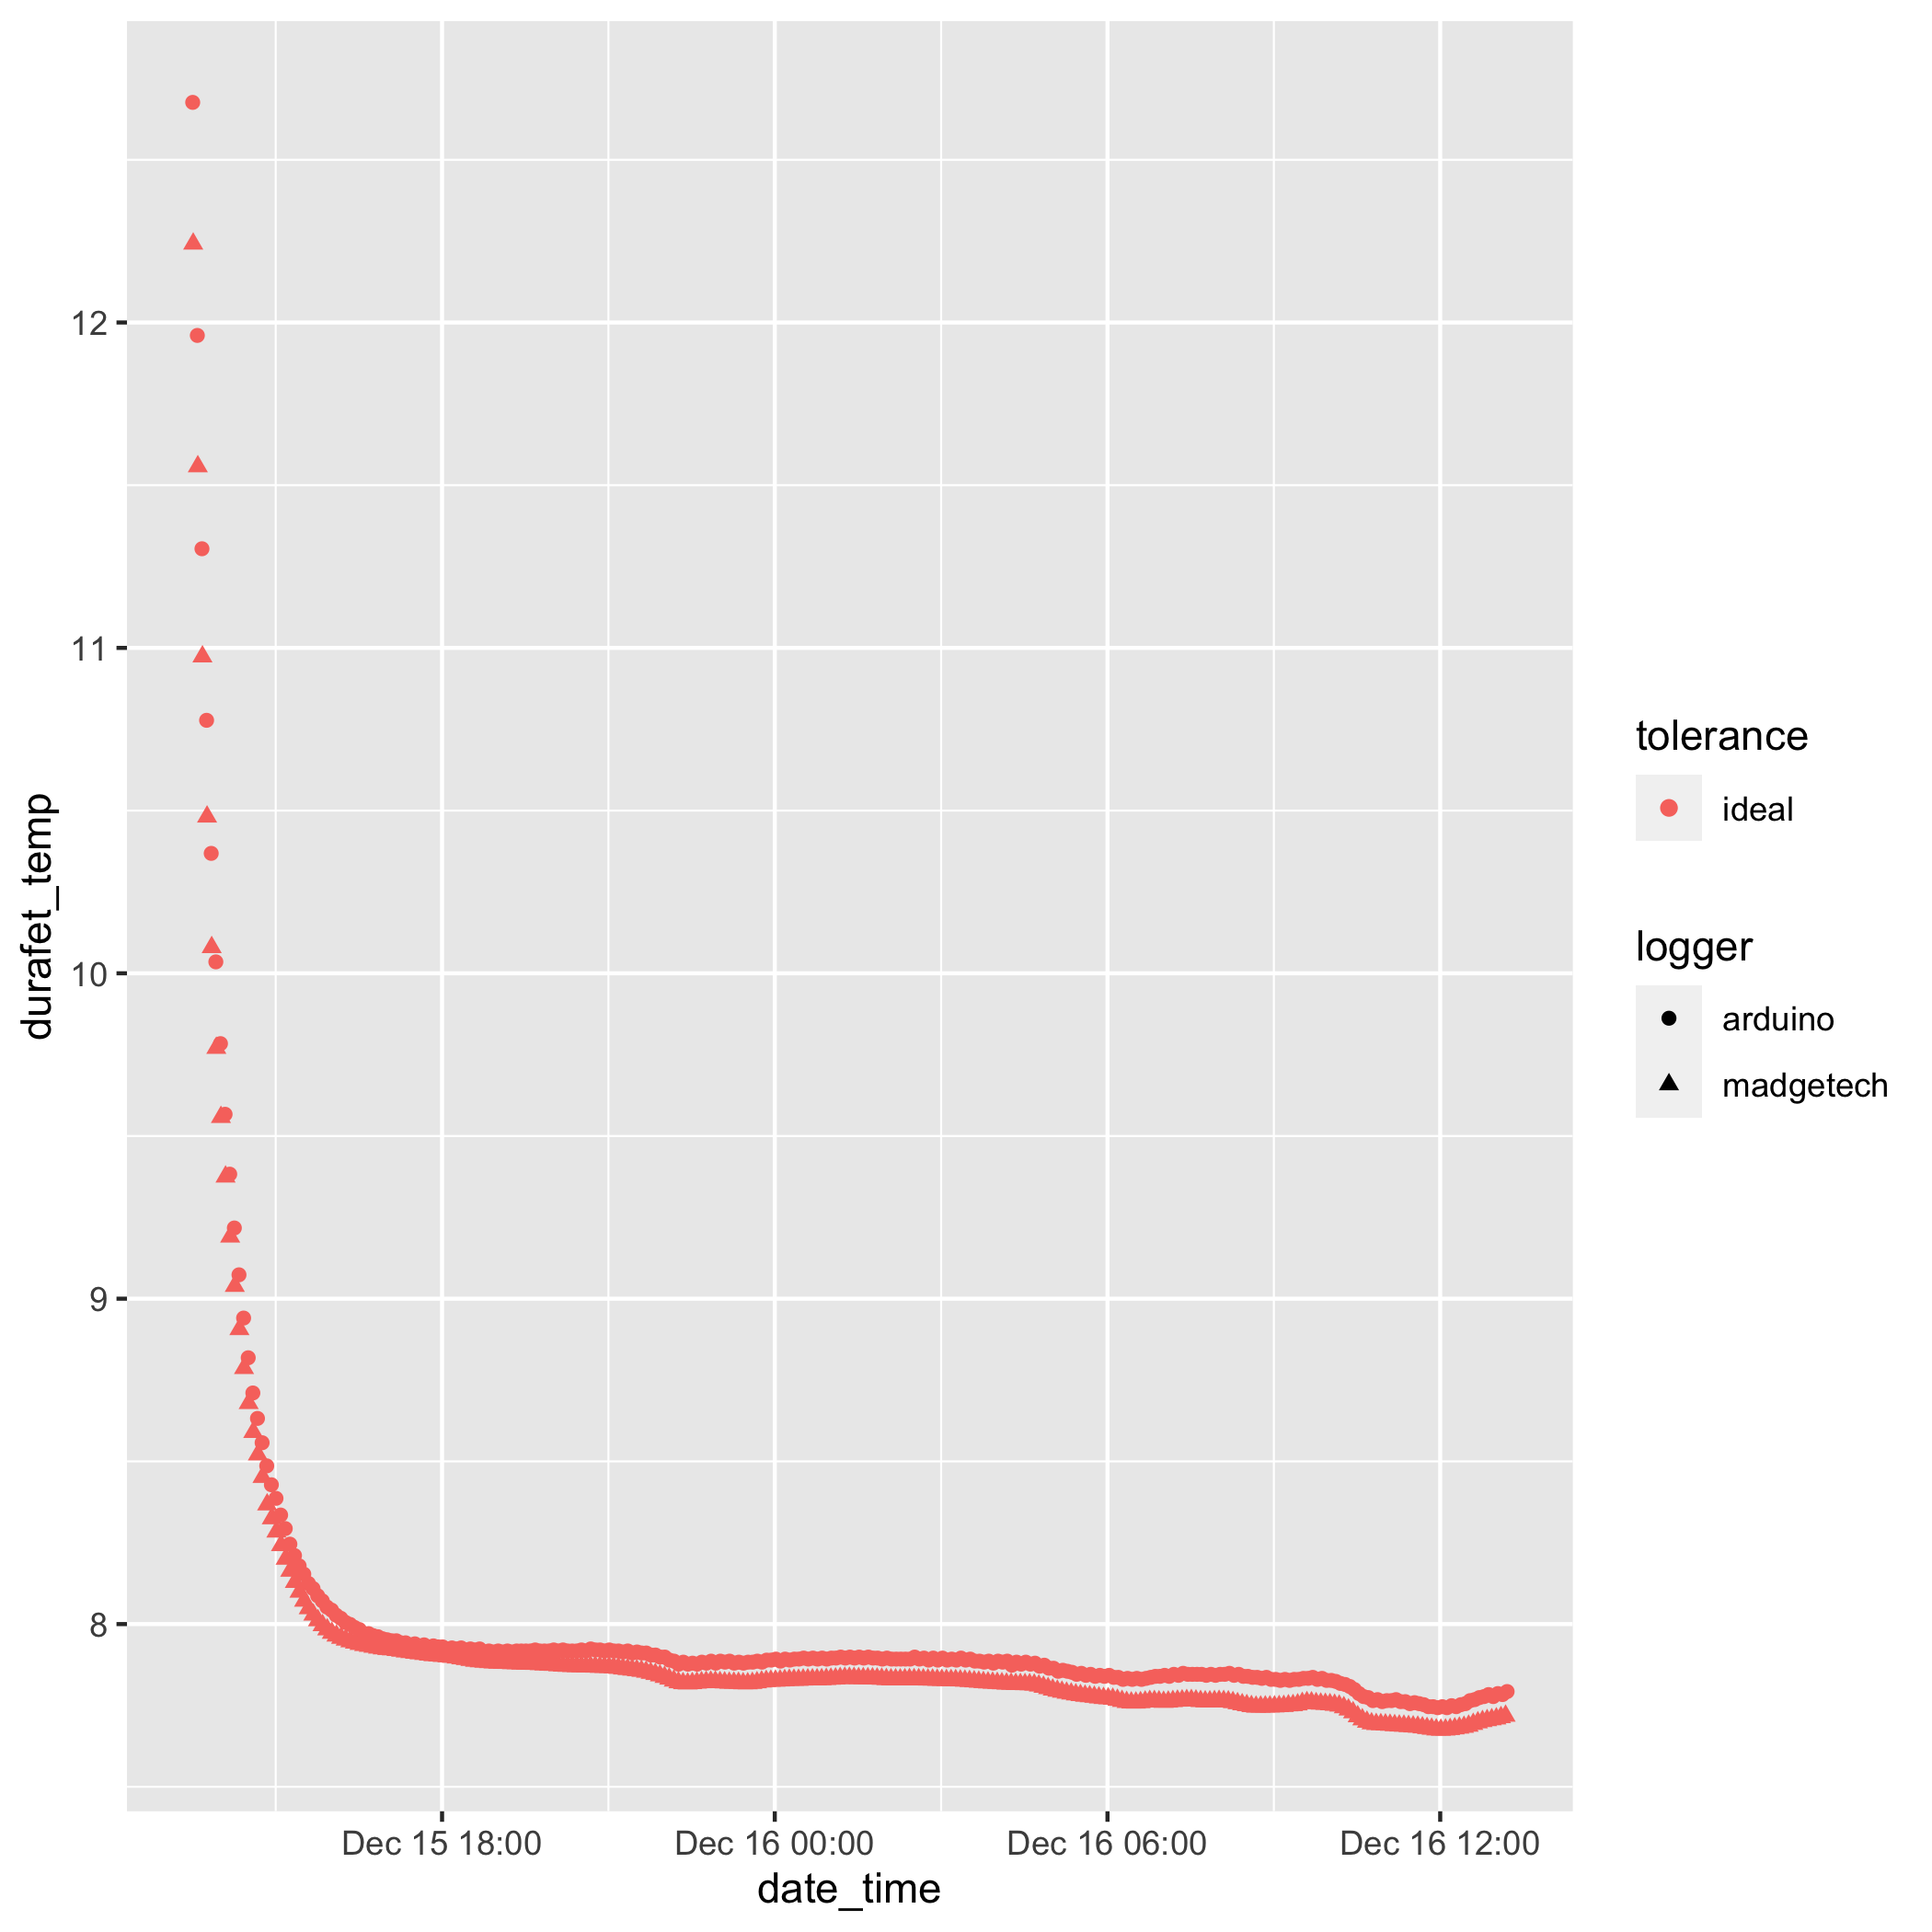 durafet_temp
12
11
10
9
8
Dec 15 18:00
Dec 16 00:00
Dec 16 06:00
Dec 16 12:00
date_time
tolerance
ideal
logger
arduino
madgetech